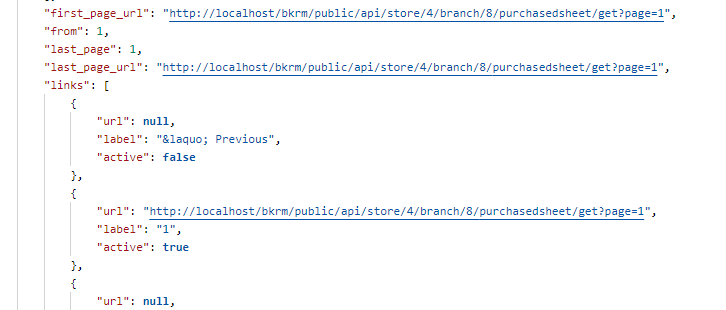 "first_page_url": "http://localhost/bkrm/public/api/store/4/branch/8/purchasedsheet/get?page=1",
"from": 1,
"last_page": 1,
"last_page_url": "http://localhost/bkrm/public/api/store/4/branch/8/purchasedsheet/get?page=1",
"links": [
{
"url": null,
"label": "&laquo; Previous",
"active": false
},
{
"url": "http://localhost/bkrm/public/api/store/4/branch/8/purchasedsheet/get?page=1",
"label": "1",
"active": true
},
{
"url": null,